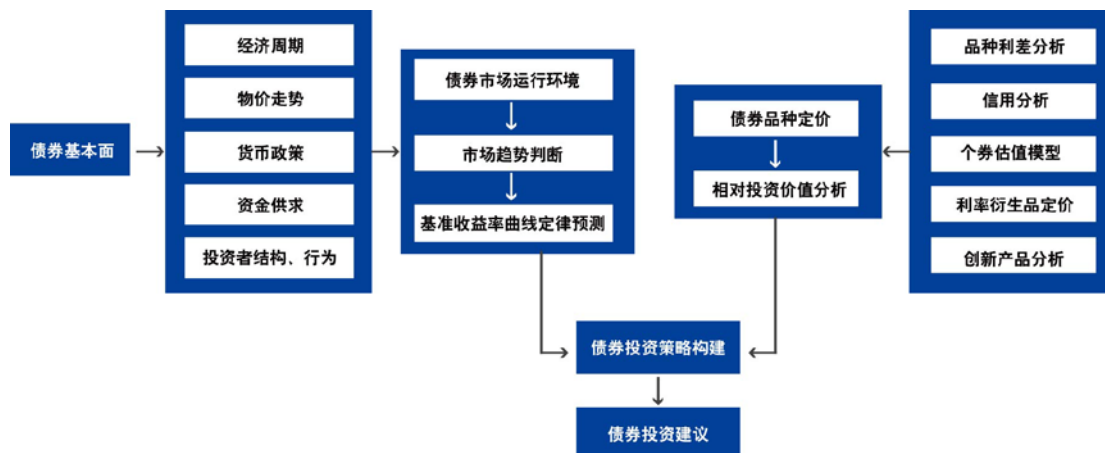 债券基本面
经济周期
物价走势
货币政策
资金供求
投资者结构、行为
债券市场运行环境
市场趋势判断
基准收益率曲线定律预测
债券品种定价
相对投资价值分析
品种利差分析
信用分析
个券估值模型
利率衍生品定价
创新产品分析
债券投资策略构建
债券投资建议